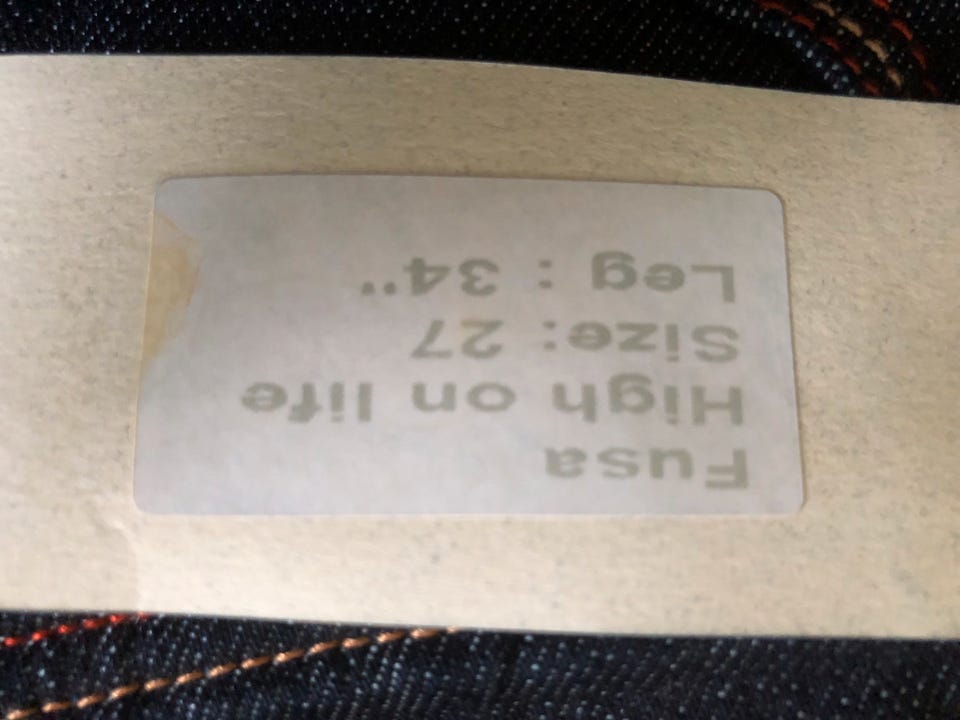 Fusa
High on life
Size: 27
Leg : 34"